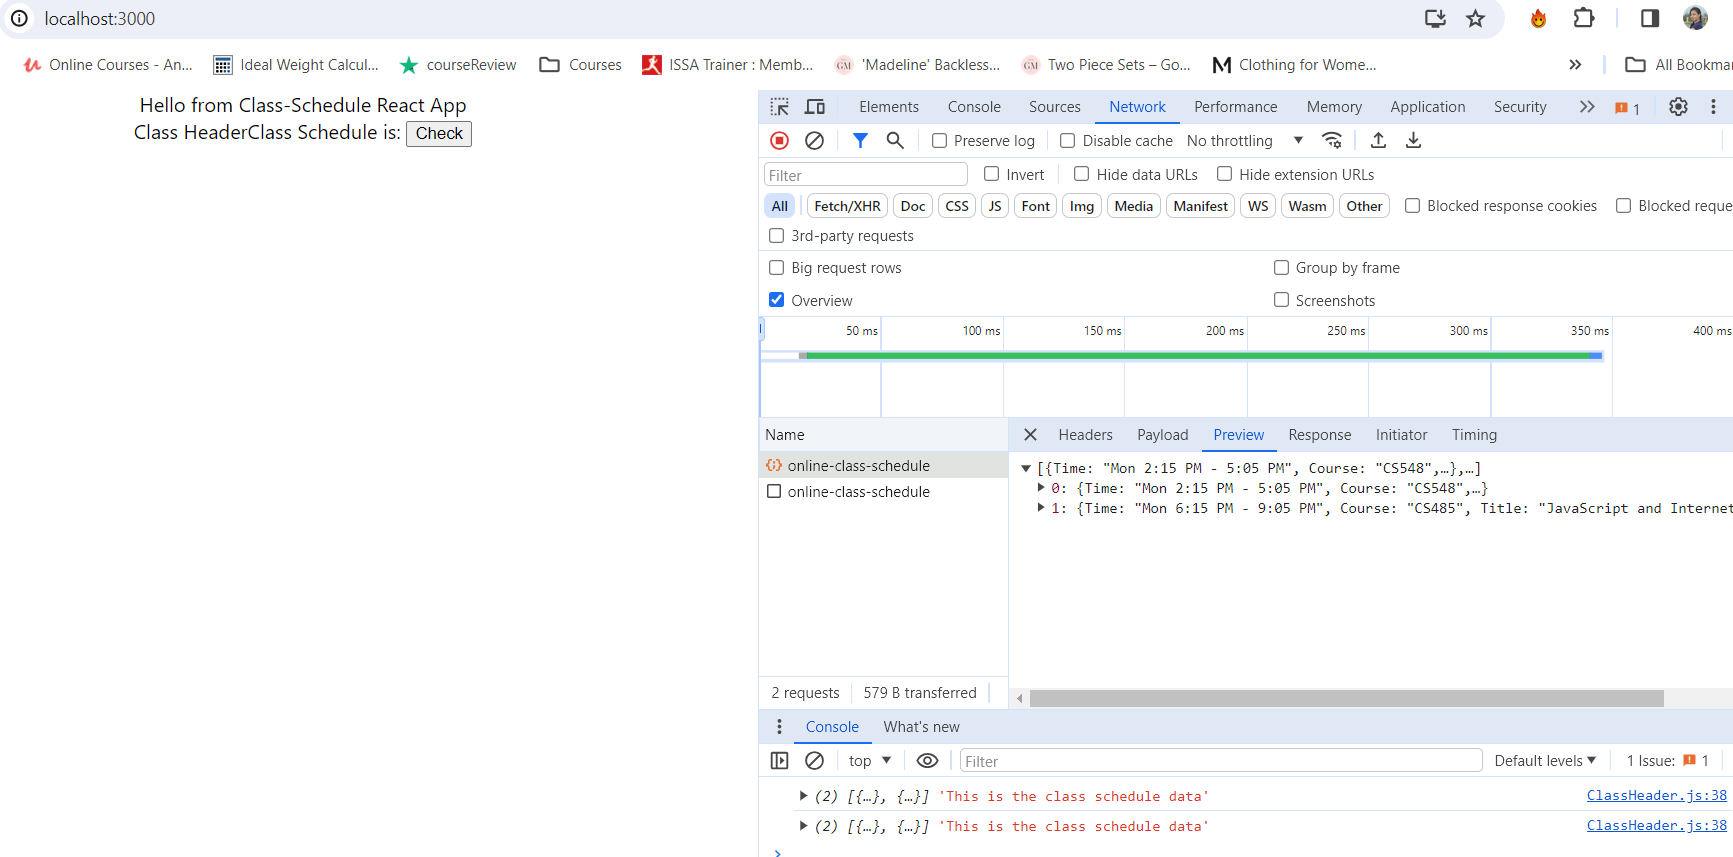 localhost:3000
Online Courses - An... Ideal Weight Calcul... courseReview Courses ISSA Trainer : Memb... GM 'Madeline' Backless... GM Two Piece Sets – Go... M Clothing for Wome... » All Bookma
Hello from Class-Schedule React App
Class HeaderClass Schedule is: Check
Elements Console Sources Network Performance Memory Application Security » 1
Preserve log Disable cache No throttling
Filter Invert Hide data URLs Hide extension URLs
All Fetch/XHR Doc CSS JS Font Img Media Manifest WS Wasm Other Blocked response cookies Blocked reque
3rd-party requests
Big request rows Group by frame
Overview Screenshots
50 ms 100 ms 150 ms 200 ms 250 ms 300 ms 350 ms 400 ms
Name Headers Payload Preview Response Initiator Timing
online-class-schedule
online-class-schedule
[{Time: "Mon 2:15 PM - 5:05 PM", Course: "CS548",…},…]
0: {Time: "Mon 2:15 PM - 5:05 PM", Course: "CS548",…}
1: {Time: "Mon 6:15 PM - 9:05 PM", Course: "CS485", Title: "JavaScript and Internet
2 requests 579 B transferred
Console What's new
top Filter Default levels 1 Issue: 1
(2) [{…}, {…}] 'This is the class schedule data' ClassHeader.js:38
(2) [{…}, {…}] 'This is the class schedule data' ClassHeader.js:38